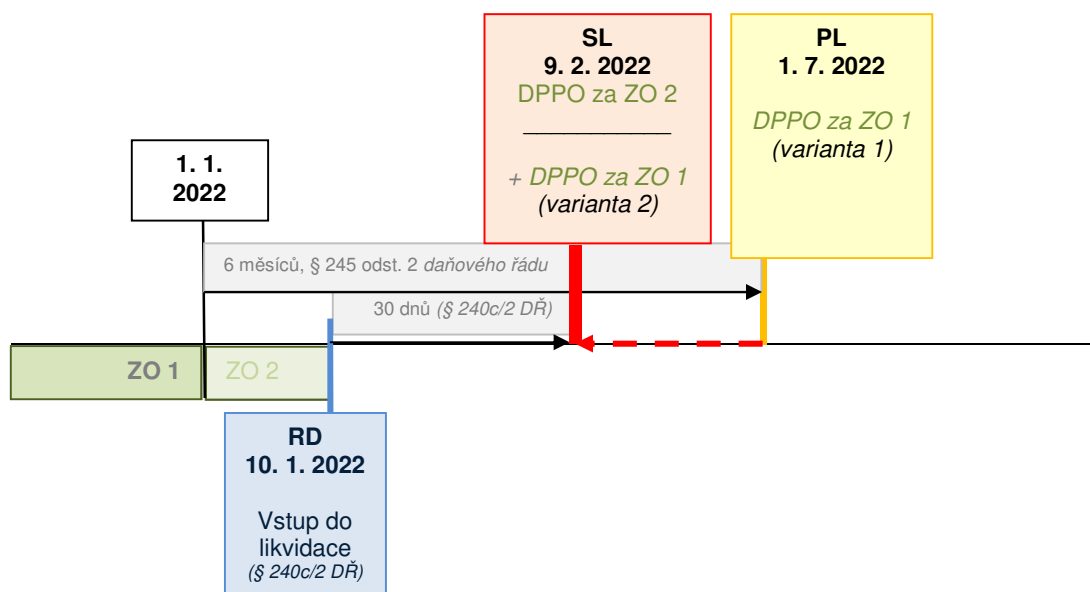 SL
9. 2. 2022
DPPO za ZO 2
____________
+ DPPO za ZO 1
(varianta 2)
PL
1. 7. 2022
DPPO za ZO 1
(varianta 1)
1. 1.
2022
6 měsíců, § 245 odst. 2 daňového řádu
30 dnů (§ 240c/2 DŘ)
ZO 1
ZO 2
RD
10. 1. 2022
Vstup do
likvidace
(§ 240c/2 DŘ)